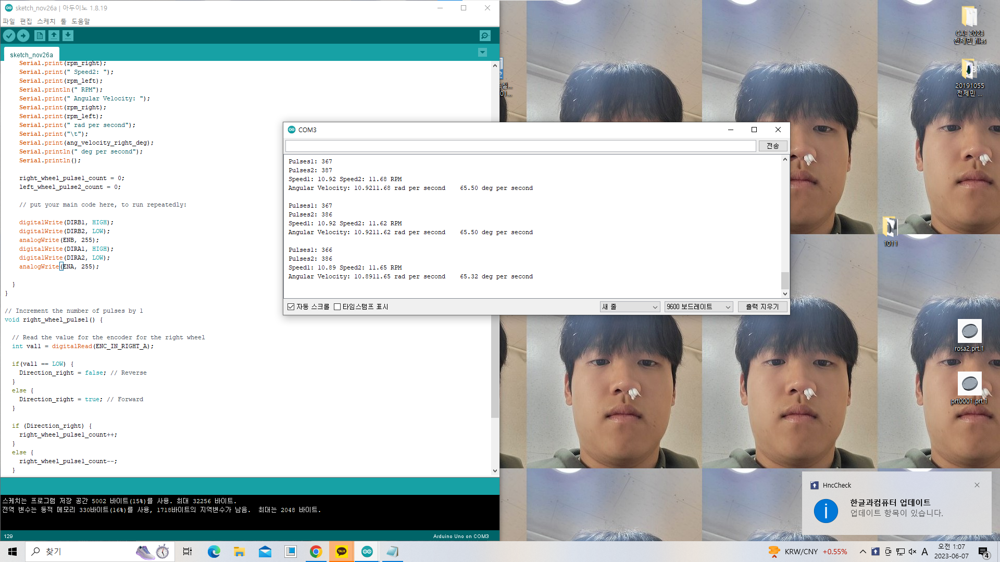 sketch_nov26a | 아두이노 1.8.19
파일 편집 스케치 툴 도움말
sketch_nov26a
Serial.print(rpm_right);
Serial.print(" Speed2: ");
Serial.print(rpm_left);
Serial.println(" RPM");
Serial.print(" Angular Velocity: ");
Serial.print(rpm_right);
Serial.print(rpm_left);
Serial.print(" rad per second");
Serial.print("\t");
Serial.print(ang_velocity_right_deg);
Serial.println(" deg per second");
Serial.println();
right_wheel_pulse1_count = 0;
left_wheel_pulse2_count = 0;
// put your main code here, to run repeatedly:
digitalWrite(DIRB1, HIGH);
digitalWrite(DIRB2, LOW);
analogWrite(ENB, 255);
digitalWrite(DIRA1, HIGH);
digitalWrite(DIRA2, LOW);
analogWrite(ENA, 255);
}
}
// Increment the number of pulses by 1
void right_wheel_pulse1() {
// Read the value for the encoder for the right wheel
int val1 = digitalRead(ENC_IN_RIGHT_A);
if(val1 == LOW) {
Direction_right = false; // Reverse
}
else {
Direction_right = true; // Forward
}
if (Direction_right) {
right_wheel_pulse1_count++;
}
else {
right_wheel_pulse1_count--;
}
스케치는 프로그램 저장 공간 5002 바이트(15%)를 사용. 최대 32256 바이트.
전역 변수는 동적 메모리 330바이트(16%)를 사용, 1718바이트의 지역변수가 남음.  최대는 2048 바이트.
129
Arduino Uno on COM3
COM3
전송
Pulses1: 367
Pulses2: 387
Speed1: 10.92 Speed2: 11.68 RPM
Angular Velocity: 10.9211.68 rad per second 65.50 deg per second
Pulses1: 367
Pulses2: 386
Speed1: 10.92 Speed2: 11.62 RPM
Angular Velocity: 10.9211.62 rad per second 65.50 deg per second
Pulses1: 366
Pulses2: 386
Speed1: 10.89 Speed2: 11.65 RPM
Angular Velocity: 10.8911.65 rad per second 65.32 deg per second
자동 스크롤 타임스탬프 표시
새 줄
9600 보드레이트
출력 지우기
CAE 2023
전제민_files
20191055
전제민 ...
1011
rosa2.prt.1
prt0001.prt.1
HncCheck
한글과컴퓨터 업데이트
업데이트 항목이 있습니다.
찾기
TALK
KRW/CNY +0.55%
A
오전 1:07
2023-06-07
4